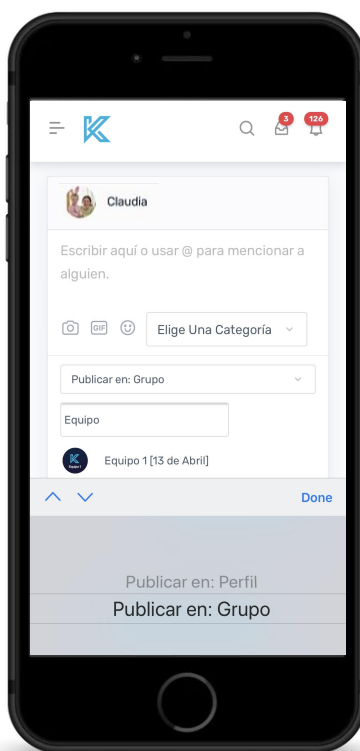 K
3
126
Claudia
Escribir aquí o usar @ para mencionar a
alguien.
GIF
Elige Una Categoría
Publicar en: Grupo
Equipo
K
Equipo 1 [13 de Abril]
Done
Publicar en: Perfil
Publicar en: Grupo